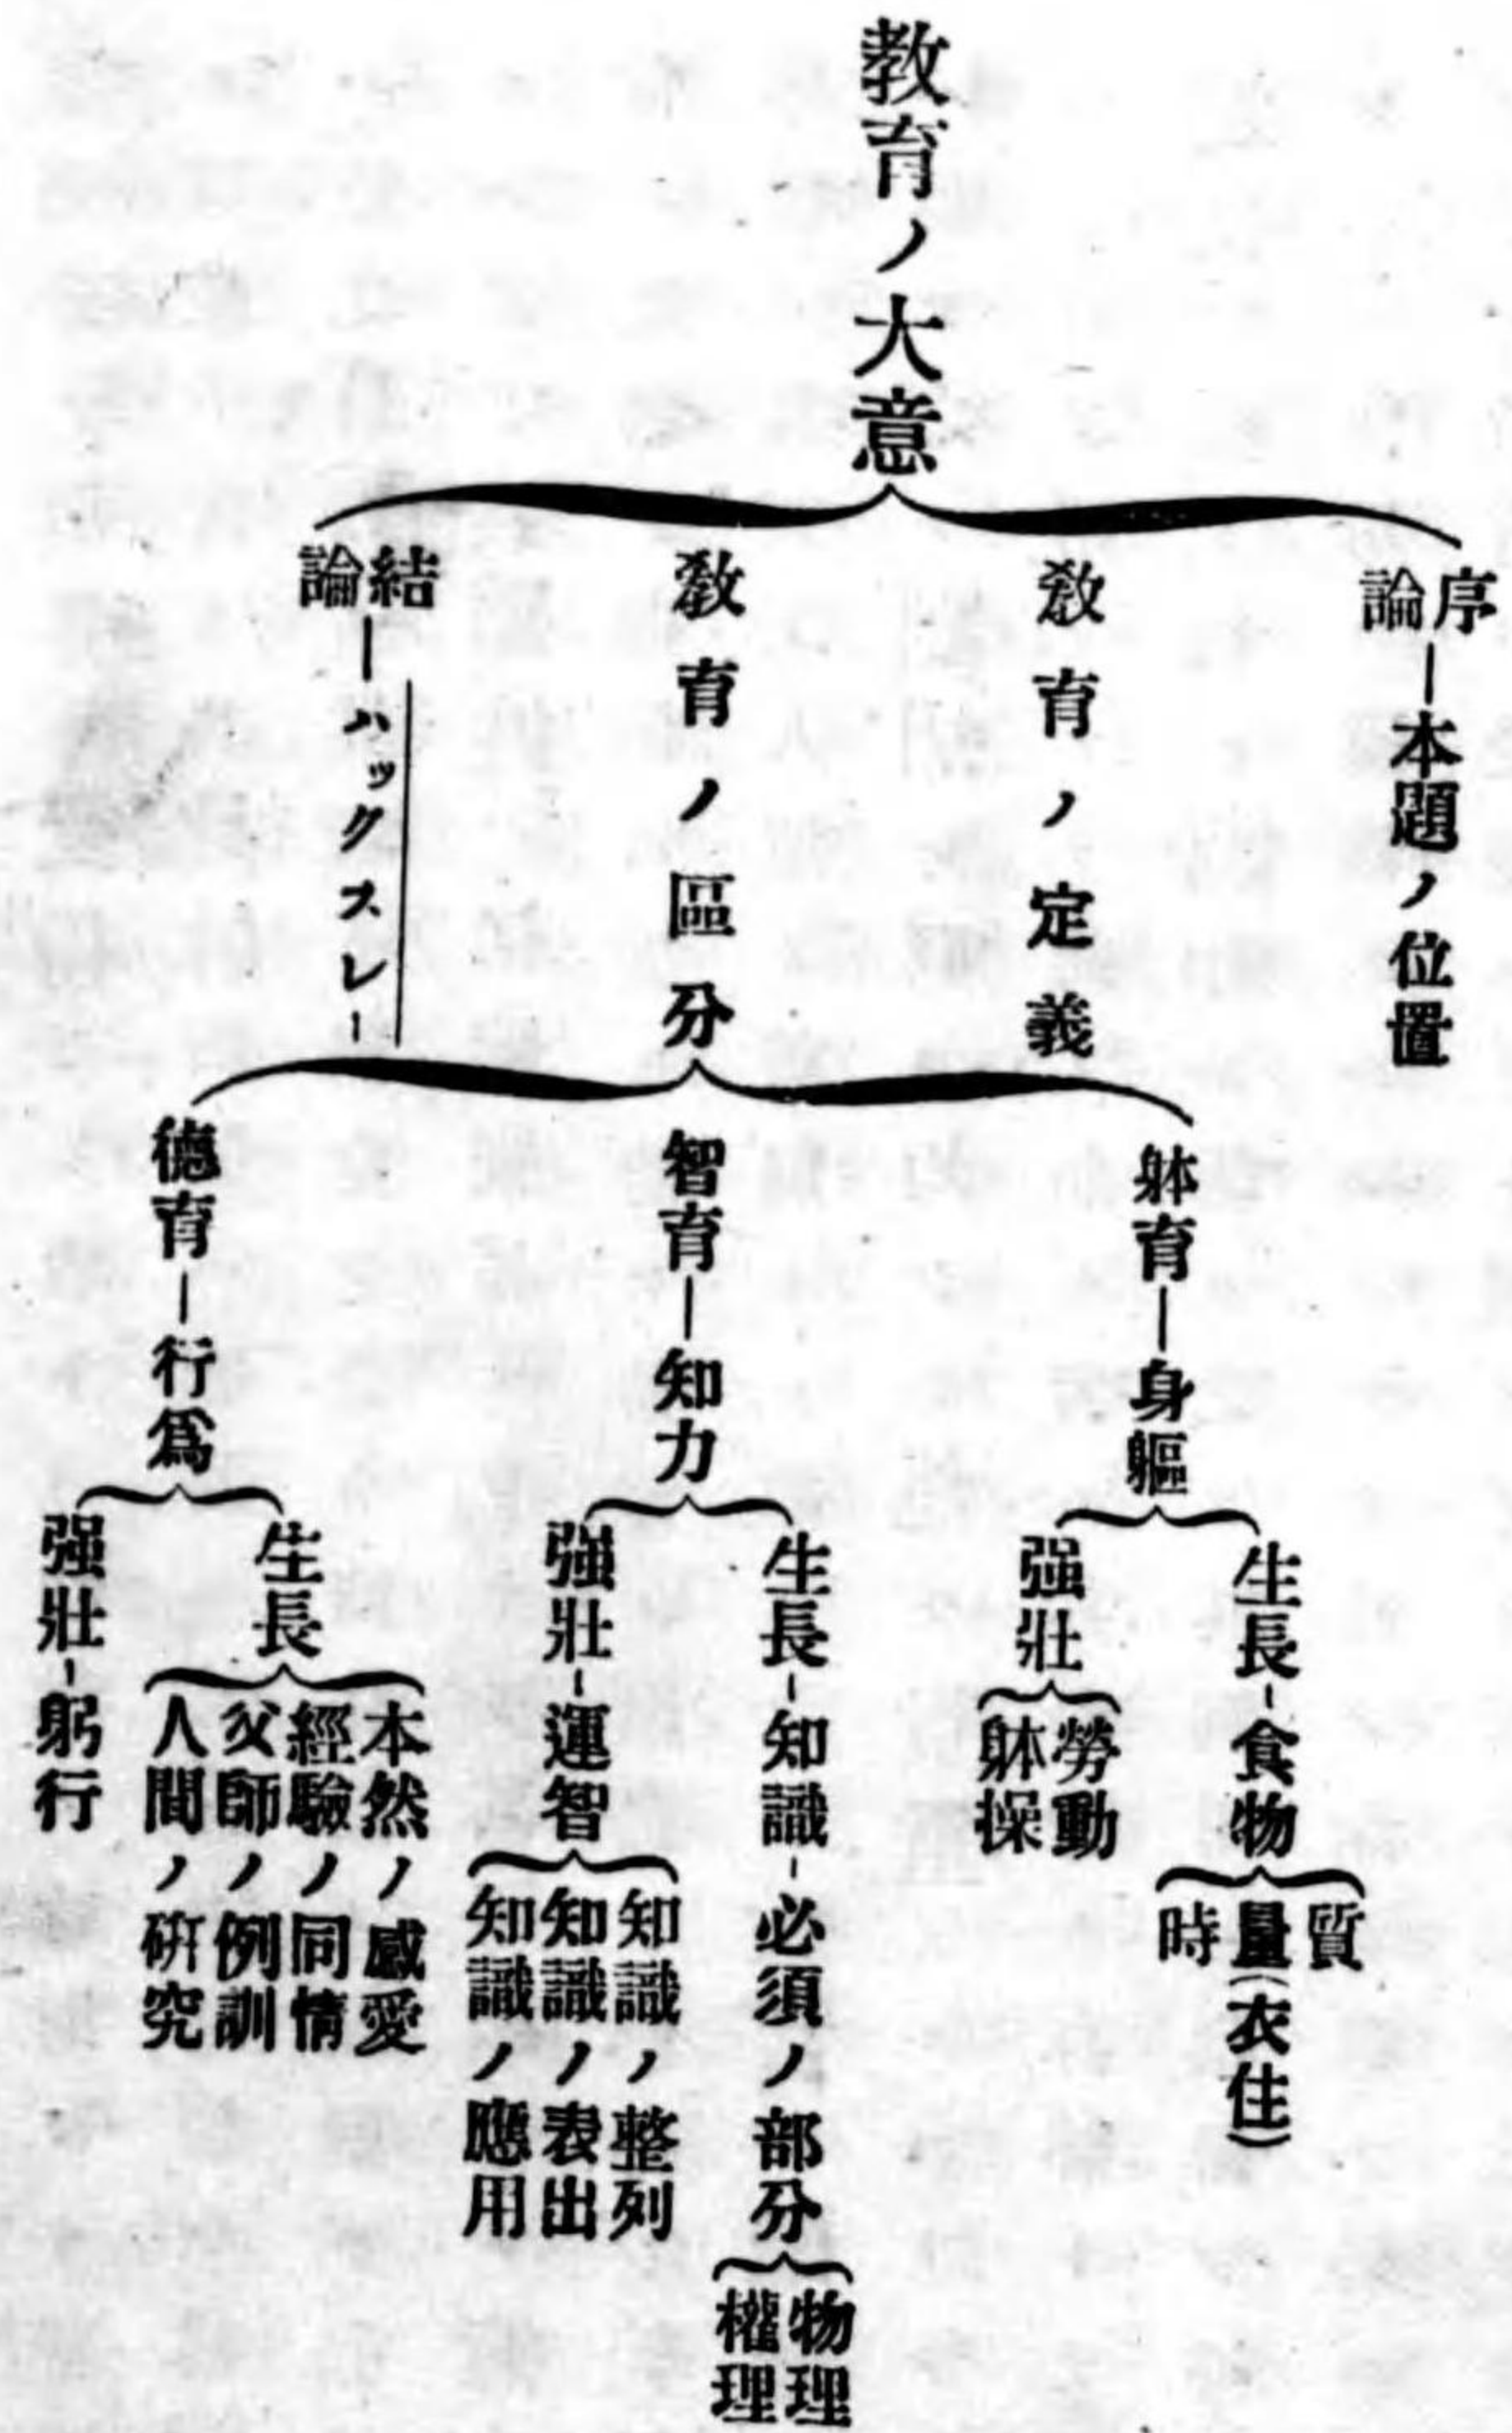 教育ノ大意
序論―本題ノ位置
教育ノ定義
教育ノ區分
結論―ハックスレー
躰育―身軀
生長-食物
質
量(衣住)
時
强壯
勞動
躰操
智育―知力
生長-知識-必須ノ部分
物理
權理
强壯-運智
知識ノ整列
知識ノ表出
知識ノ應用
德育―行爲
生長
本然ノ感愛
經驗ノ同情
父師ノ例訓
人間ノ硏究
强壯-躬行